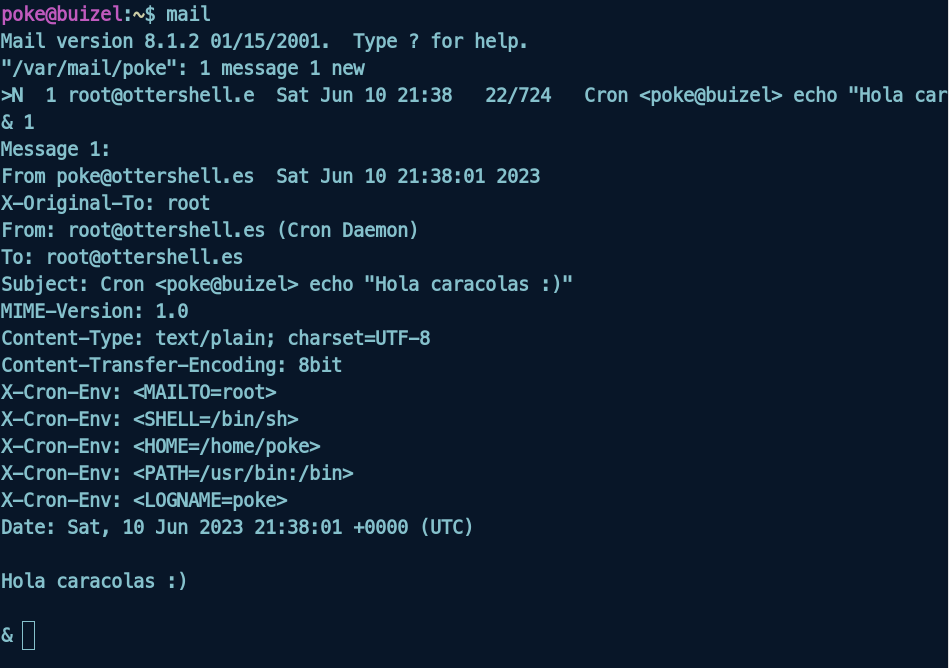 poke@buizel:~$ mail
Mail version 8.1.2 01/15/2001.  Type ? for help.
"/var/mail/poke": 1 message 1 new
>N  1 root@ottershell.e  Sat Jun 10 21:38   22/724   Cron <poke@buizel> echo "Hola car
& 1
Message 1:
From poke@ottershell.es  Sat Jun 10 21:38:01 2023
X-Original-To: root
From: root@ottershell.es (Cron Daemon)
To: root@ottershell.es
Subject: Cron <poke@buizel> echo "Hola caracolas :)"
MIME-Version: 1.0
Content-Type: text/plain; charset=UTF-8
Content-Transfer-Encoding: 8bit
X-Cron-Env: <MAILTO=root>
X-Cron-Env: <SHELL=/bin/sh>
X-Cron-Env: <HOME=/home/poke>
X-Cron-Env: <PATH=/usr/bin:/bin>
X-Cron-Env: <LOGNAME=poke>
Date: Sat, 10 Jun 2023 21:38:01 +0000 (UTC)

Hola caracolas :)

&